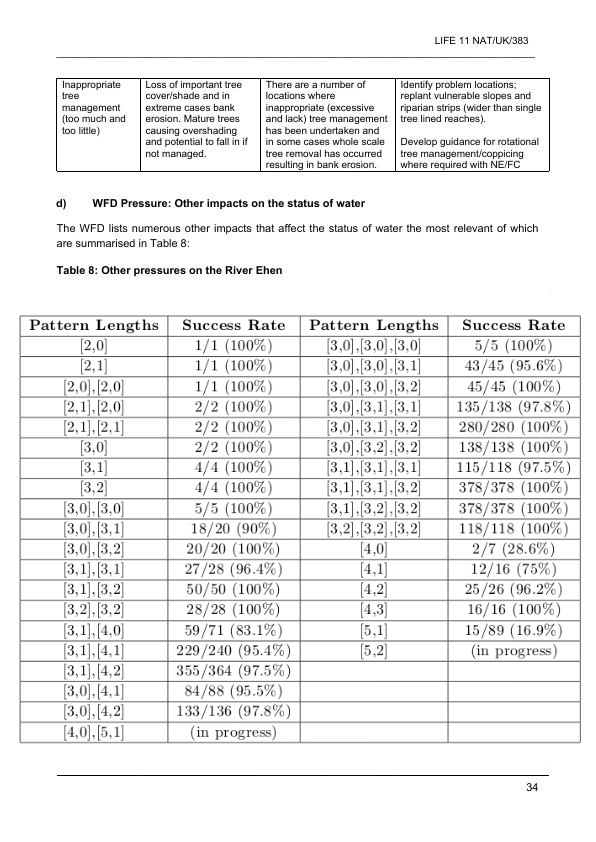 LIFE 11 NAT/UK/383
Inappropriate
tree
management
(too much and
too little)
Loss of important tree
cover/shade and in
extreme cases bank
erosion. Mature trees
causing overshading
and potential to fall in if
not managed.
There are a number of
locations where
inappropriate (excessive
and lack) tree management
has been undertaken and
in some cases whole scale
tree removal has occurred
resulting in bank erosion.
Identify problem locations;
replant vulnerable slopes and
riparian strips (wider than single
tree lined reaches).
Develop guidance for rotational
tree management/coppicing
where required with NE/FC
d) WFD Pressure: Other impacts on the status of water
The WFD lists numerous other impacts that affect the status of water the most relevant of which
are summarised in Table 8:
Table 8: Other pressures on the River Ehen
Pattern Lengths Success Rate Pattern Lengths Success Rate
[2,0] 1/1 (100%) [3,0],[3,0],[3,0] 5/5 (100%)
[2,1] 1/1 (100%) [3,0],[3,0],[3,1] 43/45 (95.6%)
[2,0],[2,0] 1/1 (100%) [3,0],[3,0],[3,2] 45/45 (100%)
[2,1],[2,0] 2/2 (100%) [3,0],[3,1],[3,1] 135/138 (97.8%)
[2,1],[2,1] 2/2 (100%) [3,0],[3,1],[3,2] 280/280 (100%)
[3,0] 2/2 (100%) [3,0],[3,2],[3,2] 138/138 (100%)
[3,1] 4/4 (100%) [3,1],[3,1],[3,1] 115/118 (97.5%)
[3,2] 4/4 (100%) [3,1],[3,1],[3,2] 378/378 (100%)
[3,0],[3,0] 5/5 (100%) [3,1],[3,2],[3,2] 378/378 (100%)
[3,0],[3,1] 18/20 (90%) [3,2],[3,2],[3,2] 118/118 (100%)
[3,0],[3,2] 20/20 (100%) [4,0] 2/7 (28.6%)
[3,1],[3,1] 27/28 (96.4%) [4,1] 12/16 (75%)
[3,1],[3,2] 50/50 (100%) [4,2] 25/26 (96.2%)
[3,2],[3,2] 28/28 (100%) [4,3] 16/16 (100%)
[3,1],[4,0] 59/71 (83.1%) [5,1] 15/89 (16.9%)
[3,1],[4,1] 229/240 (95.4%) [5,2] (in progress)
[3,1],[4,2] 355/364 (97.5%)
[3,0],[4,1] 84/88 (95.5%)
[3,0],[4,2] 133/136 (97.8%)
[4,0],[5,1] (in progress)
34